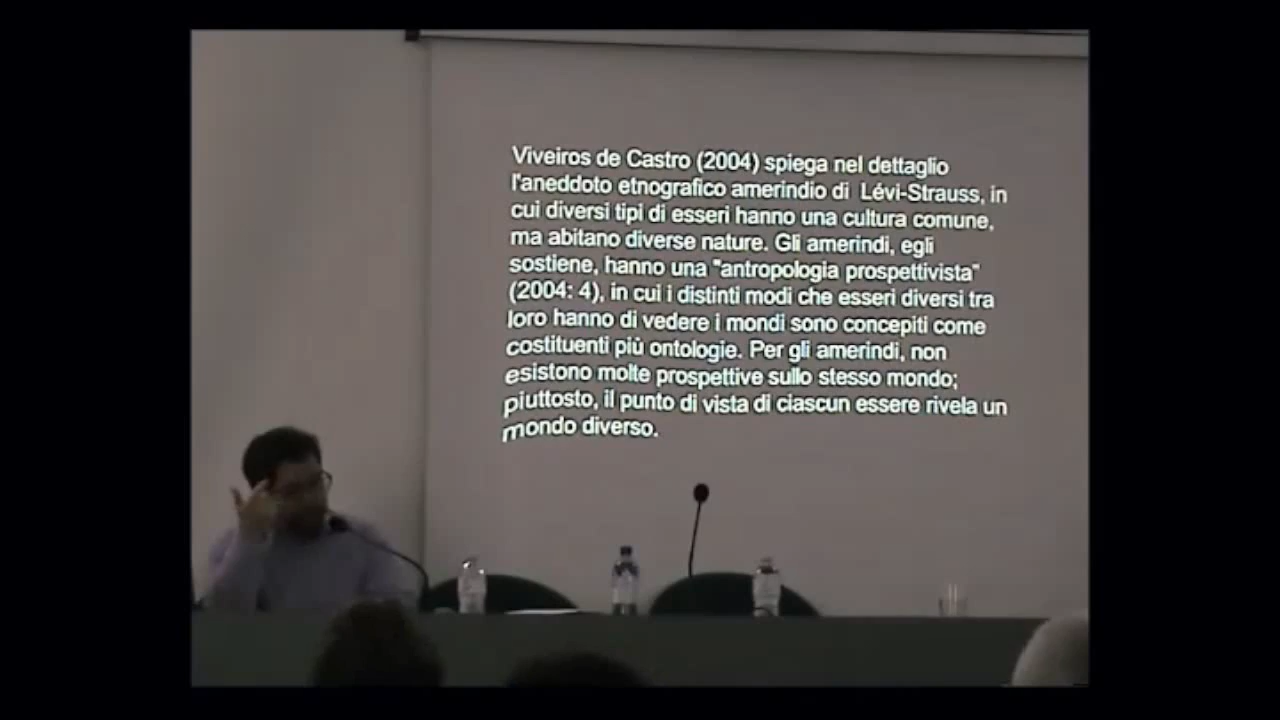 Viveiros de Castro (2004) spiega nel dettaglio
l'aneddoto etnografico amerindio di Lévi-Strauss, in
cui diversi tipi di esseri hanno una cultura comune,
ma abitano diverse nature. Gli amerindi, egli
sostiene, hanno una "antropologia prospettivista"
(2004: 4), in cui i distinti modi che esseri diversi tra
loro hanno di vedere i mondi sono concepiti come
costituenti più ontologie. Per gli amerindi, non
esistono molte prospettive sullo stesso mondo;
piuttosto, il punto di vista di ciascun essere rivela un
mondo diverso.